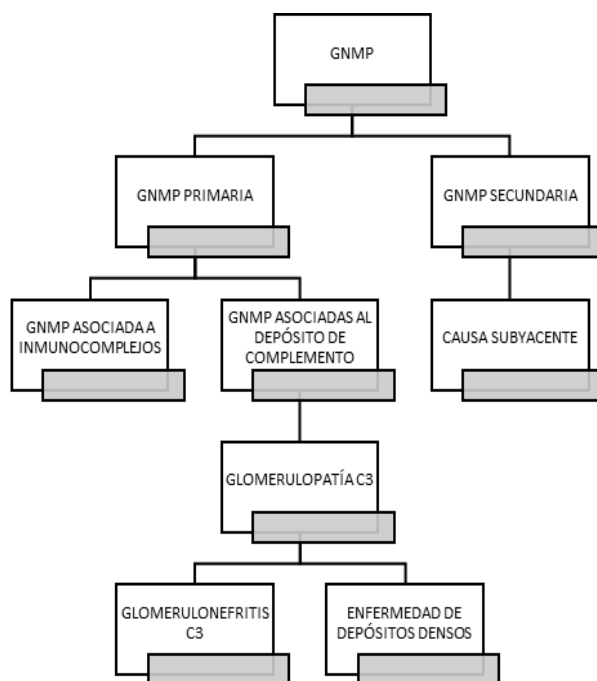 GNMP
GNMP PRIMARIA
GNMP SECUNDARIA
GNMP ASOCIADA A
INMUNOCOMPLEJOS
GNMP ASOCIADAS AL
DEPÓSITO DE
COMPLEMENTO
CAUSA SUBYACENTE
GLOMERULOPATÍA C3
GLOMERULONEFRITIS
C3
ENFERMEDAD DE
DEPÓSITOS DENSOS